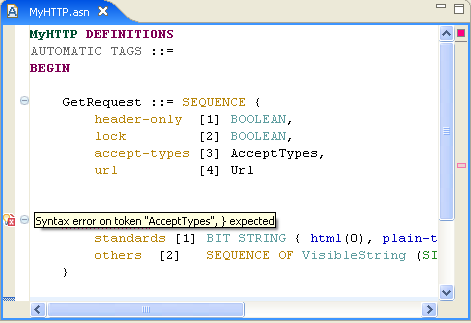 MyHTTP.asn
MyHTTP DEFINITIONS
AUTOMATIC TAGS ::=
BEGIN
GetRequest ::= SEQUENCE {
header-only [1] BOOLEAN,
lock [2] BOOLEAN,
accept-types [3] AcceptTypes,
url [4] Url
Syntax error on token "AcceptTypes", } expected
standards [1] BIT STRING { html(0), plain-t
others [2] SEQUENCE OF VisibleString (SI
}